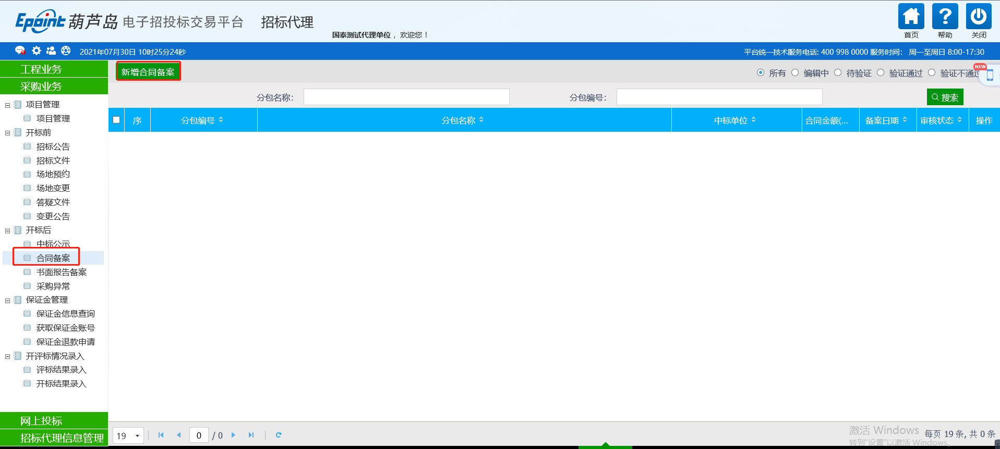 Epoint 葫芦岛 电子招投标交易平台 招标代理
国泰测试代理单位，欢迎您！
首页 帮助 关闭
2021年07月30日 10时25分24秒
平台统一技术服务电话: 400 998 0000 服务时间： 周一至周日 8:00-17:30
工程业务
采购业务
项目管理
项目管理
开标前
招标公告
招标文件
场地预约
场地变更
答疑文件
变更公告
开标后
中标公示
合同备案
书面报告备案
采购异常
保证金管理
保证金信息查询
获取保证金账号
保证金退款申请
开评标情况录入
评标结果录入
开标结果录入
网上投标
招标代理信息管理
新增合同备案
所有 编辑中 待验证 验证通过 验证不通过
NEW
分包名称： 分包编号： 搜索
序 分包编号 分包名称 中标单位 合同金额(... 备案日期 审核状态 操作
19 0 / 0
激活 Windows
每页 19 条, 共 0 条
转到"设置"以激活 Windows。